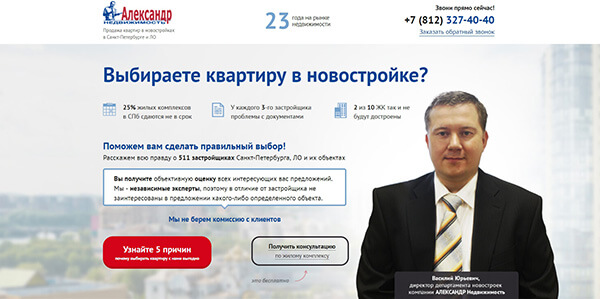 Александр
НЕДВИЖИМОСТЬ
Продажа квартир в новостройках
в Санкт-Петербурге и ЛО
23 года на рынке
недвижимости
Звони прямо сейчас!
+7 (812) 327-40-40
Заказать обратный звонок
Выбираете квартиру в новостройке?
25% жилых комплексов
в СПб сдаются не в срок
У каждого 3-го застройщика
проблемы с документами
2 из 10 ЖК так и не
будут достроены
Поможем вам сделать правильный выбор!
Расскажем всю правду о 511 застройщиках Санкт-Петербурга, ЛО и их объектах
Вы получите объективную оценку всех интересующих вас предложений.
Мы - независимые эксперты, поэтому в отличие от застройщика не
заинтересованы в предложении какого-либо определенного объекта.
Мы не берем комиссию с клиентов
Узнайте 5 причин
почему выбирать квартиру с нами выгодно
Получить консультацию
по жилому комплексу
это бесплатно
Василий Юрьевич,
директор департамента новостроек
компании АЛЕКСАНДР Недвижимость